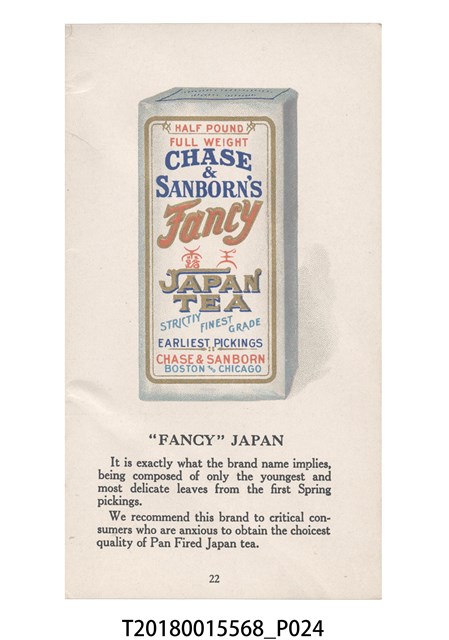 HALF POUND
FULL WEIGHT
CHASE
&
SANBORN'S
Fancy
JAPAN
TEA
STRICTLY FINEST GRADE
EARLIEST PICKINGS
CHASE & SANBORN
BOSTON AND CHICAGO
"FANCY" JAPAN
It is exactly what the brand name implies,
being composed of only the youngest and
most delicate leaves from the first Spring
pickings.
We recommend this brand to critical con-
sumers who are anxious to obtain the choicest
quality of Pan Fired Japan tea.
22
T20180015568_P024